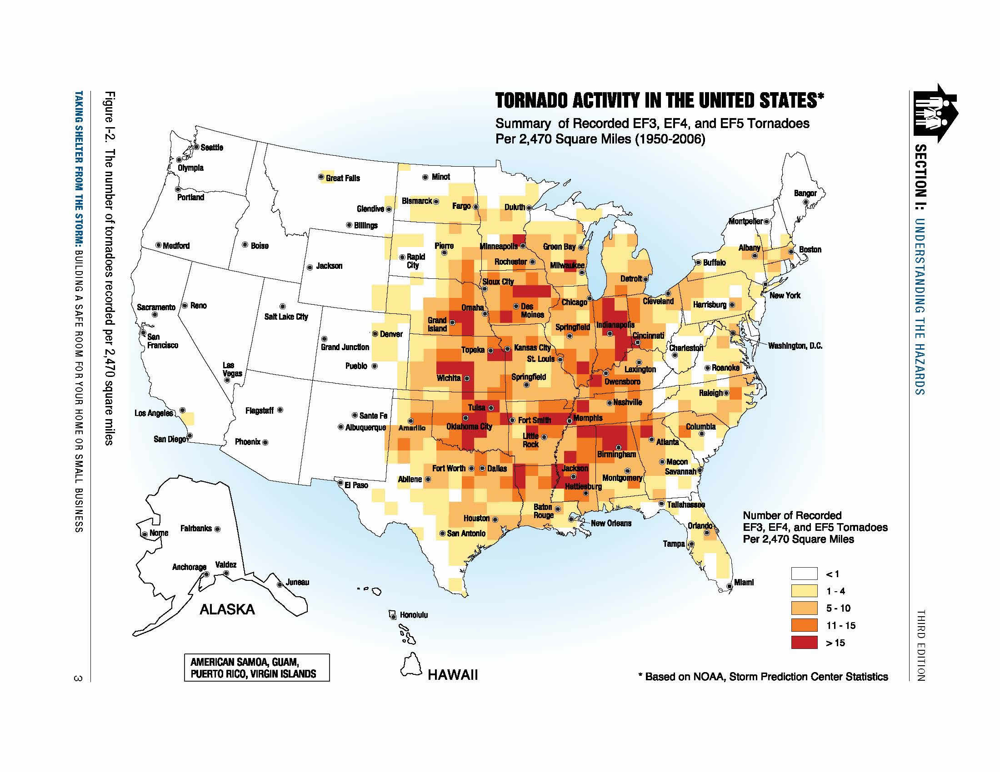 SECTION I: UNDERSTANDING THE HAZARDS
THIRD EDITION
TORNADO ACTIVITY IN THE UNITED STATES*
Summary of Recorded EF3, EF4, and EF5 Tornadoes
Per 2,470 Square Miles (1950-2006)
Seattle
Olympia
Portland
Medford
Boise
Great Falls
Glendive
Billings
Jackson
Minot
Bismarck
Fargo
Duluth
Pierre
Rapid
City
Minneapolis
Rochester
Green Bay
Milwaukee
Sioux City
Detroit
Chicago
Cleveland
Buffalo
Albany
Montpelier
Bangor
Boston
New York
Harrisburg
Washington, D.C.
Sacramento
Reno
San
Francisco
Salt Lake City
Las
Vegas
Grand Junction
Denver
Pueblo
Omaha
Grand
Island
Des
Moines
Springfield
Indianapolis
Cincinnati
Topeka
Kansas City
St. Louis
Wichita
Springfield
Lexington
Owensboro
Charleston
Roanoke
Raleigh
Los Angeles
San Diego
Flagstaff
Phoenix
Sante Fe
Albuquerque
Amarillo
Tulsa
Oklahoma City
Fort Smith
Little
Rock
Memphis
Nashville
Columbia
Atlanta
Birmingham
Macon
Savannah
Montgomery
Jackson
Hattiesburg
Fort Worth
Dallas
Abilene
El Paso
Baton
Rouge
New Orleans
Houston
San Antonio
Tallahassee
Orlando
Tampa
Miami
Nome
Fairbanks
Anchorage
Valdez
Juneau
ALASKA
Honolulu
HAWAII
AMERICAN SAMOA, GUAM,
PUERTO RICO, VIRGIN ISLANDS
Number of Recorded
EF3, EF4, and EF5 Tornadoes
Per 2,470 Square Miles
< 1
1 - 4
5 - 10
11 - 15
> 15
* Based on NOAA, Storm Prediction Center Statistics
Figure I-2. The number of tornadoes recorded per 2,470 square miles
TAKING SHELTER FROM THE STORM: BUILDING A SAFE ROOM FOR YOUR HOME OR SMALL BUSINESS
3